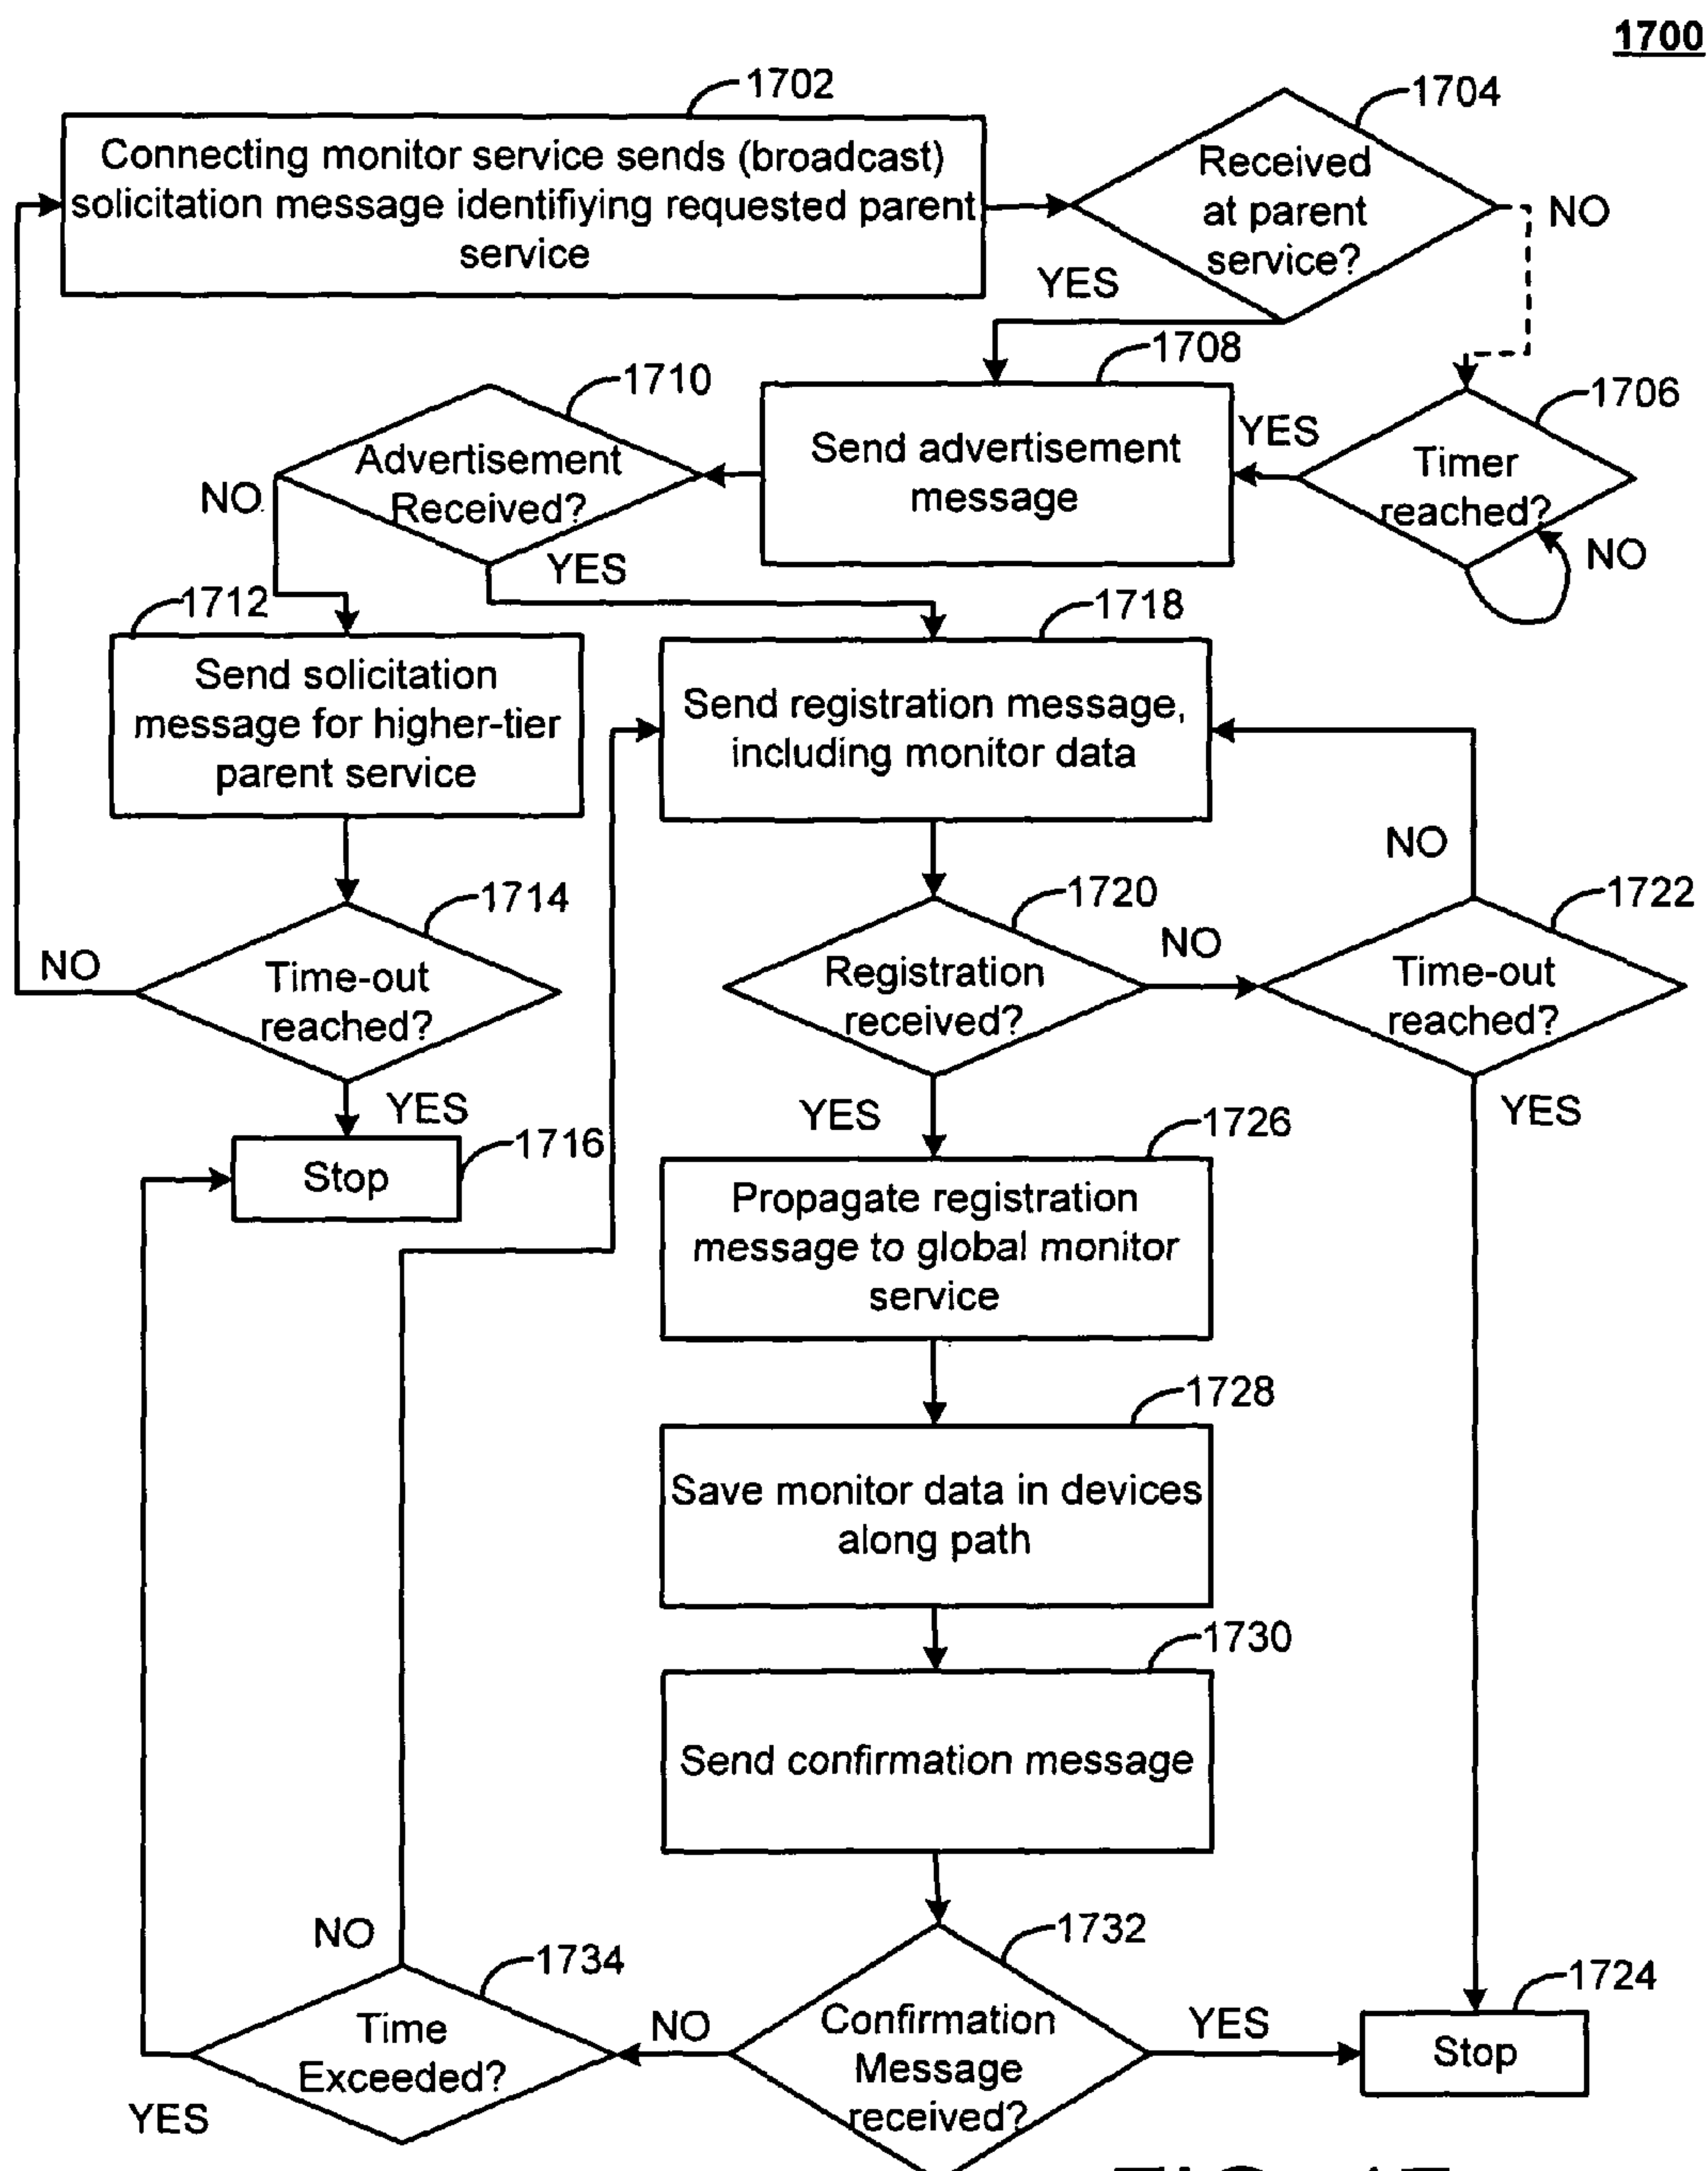 1700
1702
Connecting monitor service sends (broadcast)
solicitation message identifiying requested parent
service
1704
Received
at parent
service?
NO
YES
1708
Send advertisement
message
1706
Timer
reached?
YES
NO
1710
Advertisement
Received?
NO
YES
1712
Send solicitation
message for higher-tier
parent service
1718
Send registration message,
including monitor data
1714
Time-out
reached?
NO
YES
1716
Stop
1720
Registration
received?
NO
YES
1722
Time-out
reached?
NO
YES
1726
Propagate registration
message to global monitor
service
1728
Save monitor data in devices
along path
1730
Send confirmation message
1732
Confirmation
Message
received?
NO
YES
1734
Time
Exceeded?
NO
YES
1724
Stop